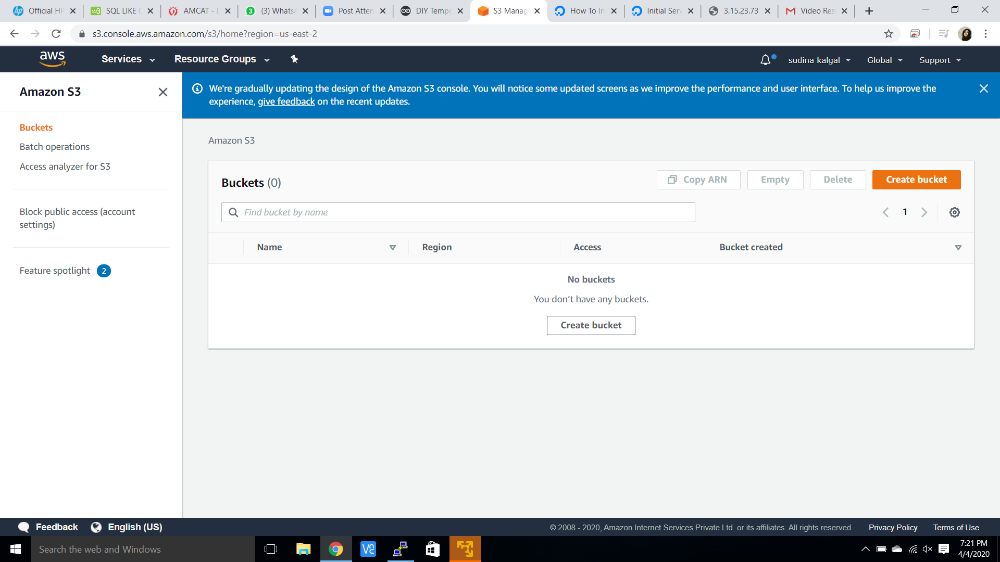 Official HP
SQL LIKE
AMCAT -
(3) Whats
Post Atten
DIY Tempe
S3 Manag
How To In
Initial Serv
3.15.23.73
Video Res
s3.console.aws.amazon.com/s3/home?region=us-east-2
aws
Services
Resource Groups
sudina kalgal
Global
Support
Amazon S3
Buckets
Batch operations
Access analyzer for S3
Block public access (account
settings)
Feature spotlight 2
We're gradually updating the design of the Amazon S3 console. You will notice some updated screens as we improve the performance and user interface. To help us improve the
experience, give feedback on the recent updates.
Amazon S3
Buckets (0)
Copy ARN
Empty
Delete
Create bucket
Find bucket by name
1
Name
Region
Access
Bucket created
No buckets
You don't have any buckets.
Create bucket
Feedback
English (US)
© 2008 - 2020, Amazon Internet Services Private Ltd. or its affiliates. All rights reserved.
Privacy Policy
Terms of Use
Search the web and Windows
7:21 PM
4/4/2020